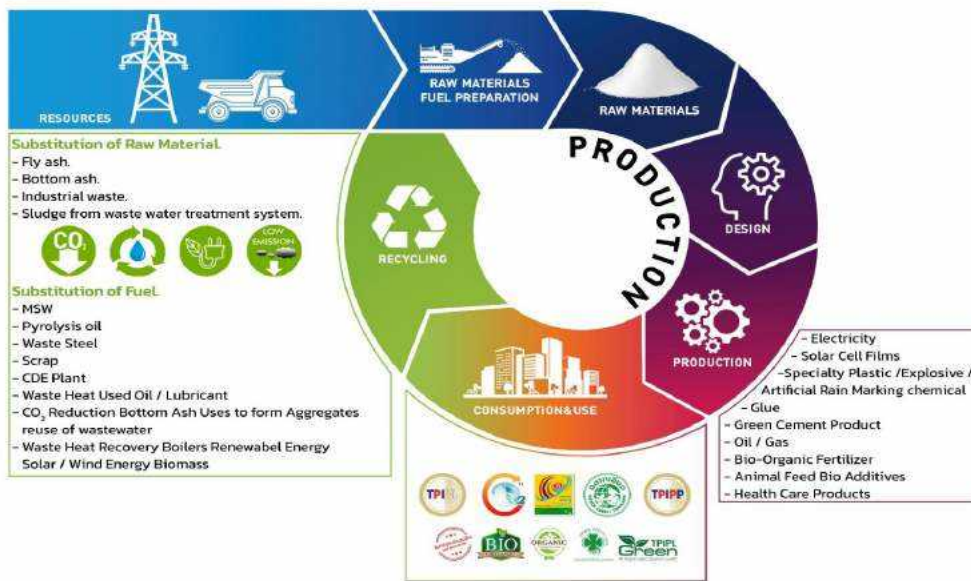 RESOURCES
RAW MATERIALS
FUEL PREPARATION
RAW MATERIALS
PRODUCTION
DESIGN
PRODUCTION
CONSUMPTION&USE
RECYCLING
Substitution of Raw Material.
- Fly ash.
- Bottom ash.
- Industrial waste.
- Sludge from waste water treatment system.
CO₂
LOW
EMISSION
Substitution of Fuel.
- MSW
- Pyrolysis oil
- Waste Steel
- Scrap
- CDE Plant
- Waste Heat Used Oil / Lubricant
- CO₂ Reduction Bottom Ash Uses to form Aggregates
reuse of wastewater
- Waste Heat Recovery Boilers Renewabel Energy
Solar / Wind Energy Biomass
- Electricity
- Solar Cell Films
-Specialty Plastic /Explosive /
Artificial Rain Marking chemical
- Glue
- Green Cement Product
- Oil / Gas
- Bio-Organic Fertilizer
- Animal Feed Bio Additives
- Health Care Products
TPI
TPIPP
BIO
ORGANIC
TPIPL
Green